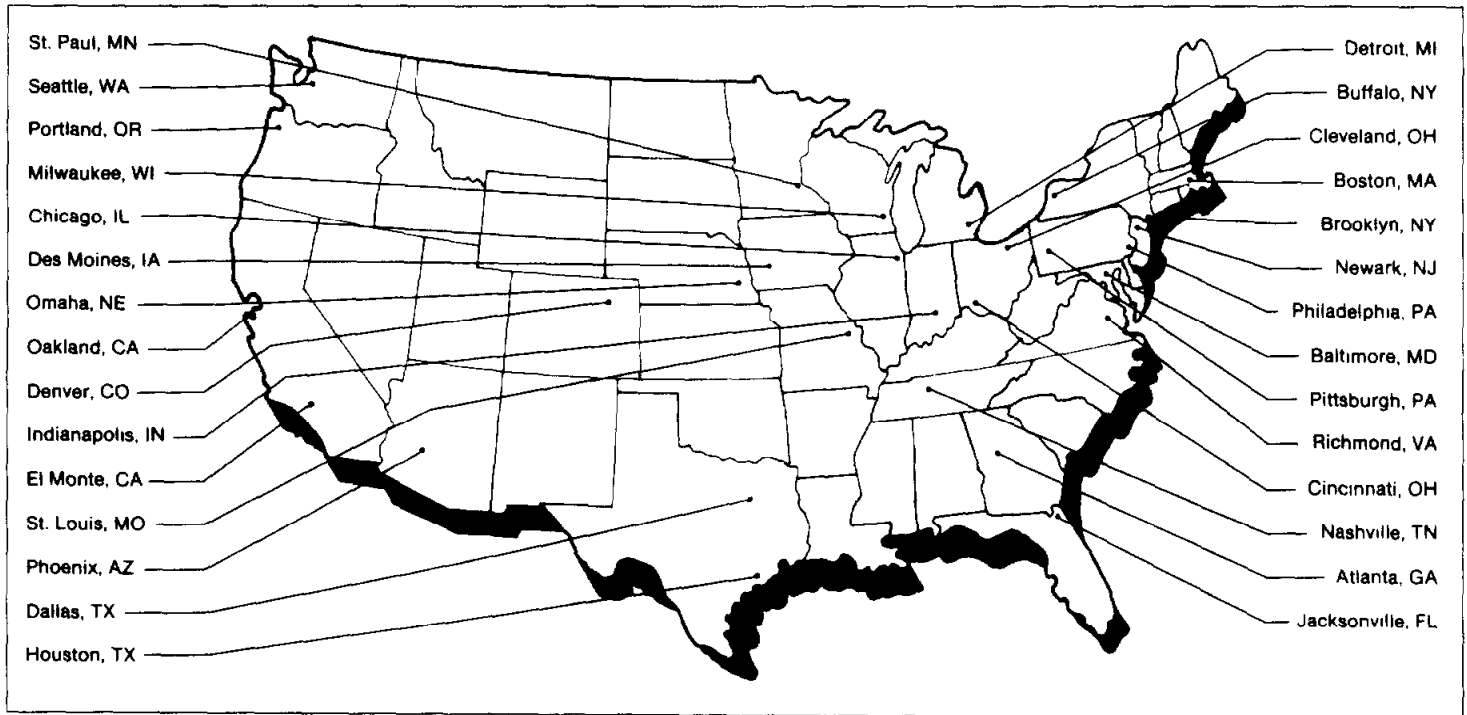 St. Paul, MN
Seattle, WA
Portland, OR
Milwaukee, WI
Chicago, IL
Des Moines, IA
Omaha, NE
Oakland, CA
Denver, CO
Indianapolis, IN
El Monte, CA
St. Louis, MO
Phoenix, AZ
Dallas, TX
Houston, TX
Detroit, MI
Buffalo, NY
Cleveland, OH
Boston, MA
Brooklyn, NY
Newark, NJ
Philadelphia, PA
Baltimore, MD
Pittsburgh, PA
Richmond, VA
Cincinnati, OH
Nashville, TN
Atlanta, GA
Jacksonville, FL